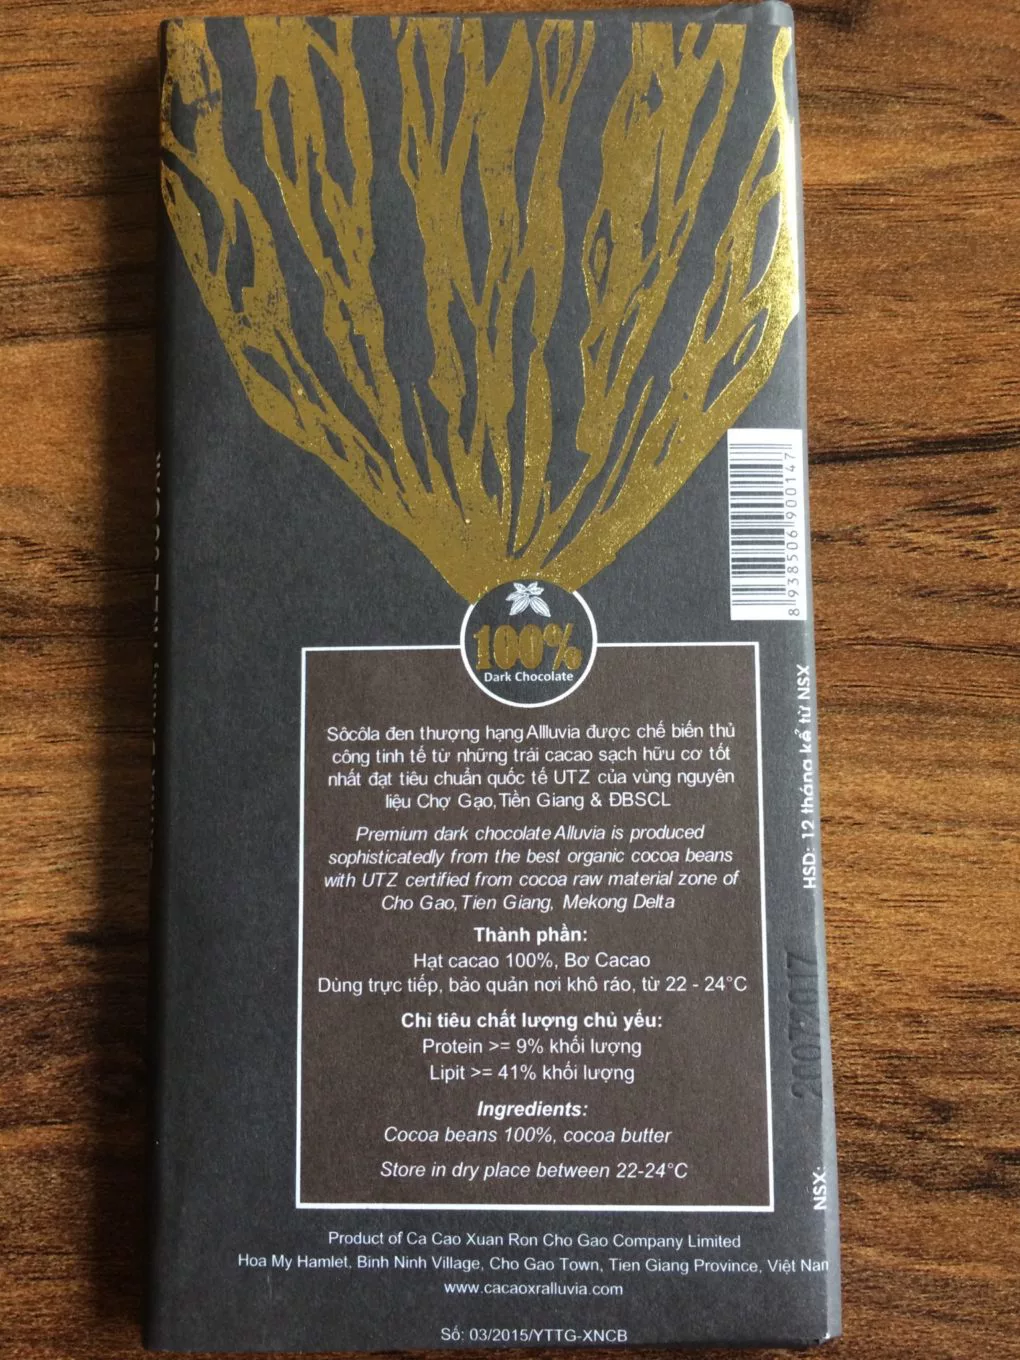 100%
Dark Chocolate
Sôcôla đen thượng hạng Allluvia được chế biến thủ
công tinh tế từ những trái cacao sạch hữu cơ tốt
nhất đạt tiêu chuẩn quốc tế UTZ của vùng nguyên
liệu Chợ Gạo, Tiền Giang & ĐBSCL
Premium dark chocolate Alluvia is produced
sophisticatedly from the best organic cocoa beans
with UTZ certified from cocoa raw material zone of
Cho Gao, Tien Giang, Mekong Delta
Thành phần:
Hạt cacao 100%, Bơ Cacao
Dùng trực tiếp, bảo quản nơi khô ráo, từ 22 - 24°C
Chỉ tiêu chất lượng chủ yếu:
Protein >= 9% khối lượng
Lipit >= 41% khối lượng
Ingredients:
Cocoa beans 100%, cocoa butter
Store in dry place between 22-24°C
Product of Ca Cao Xuan Ron Cho Gao Company Limited
Hoa My Hamlet, Binh Ninh Village, Cho Gao Town, Tien Giang Province, Việt Nam
www.cacaoxralluvia.com
Số: 03/2015/YTTG-XNCB
8 938506 900147
NSX: 20072017
HSD: 12 tháng kể từ NSX